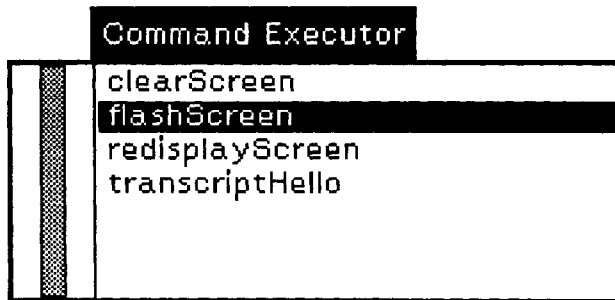 Command Executor
clearScreen
flashScreen
redisplayScreen
transcriptHello